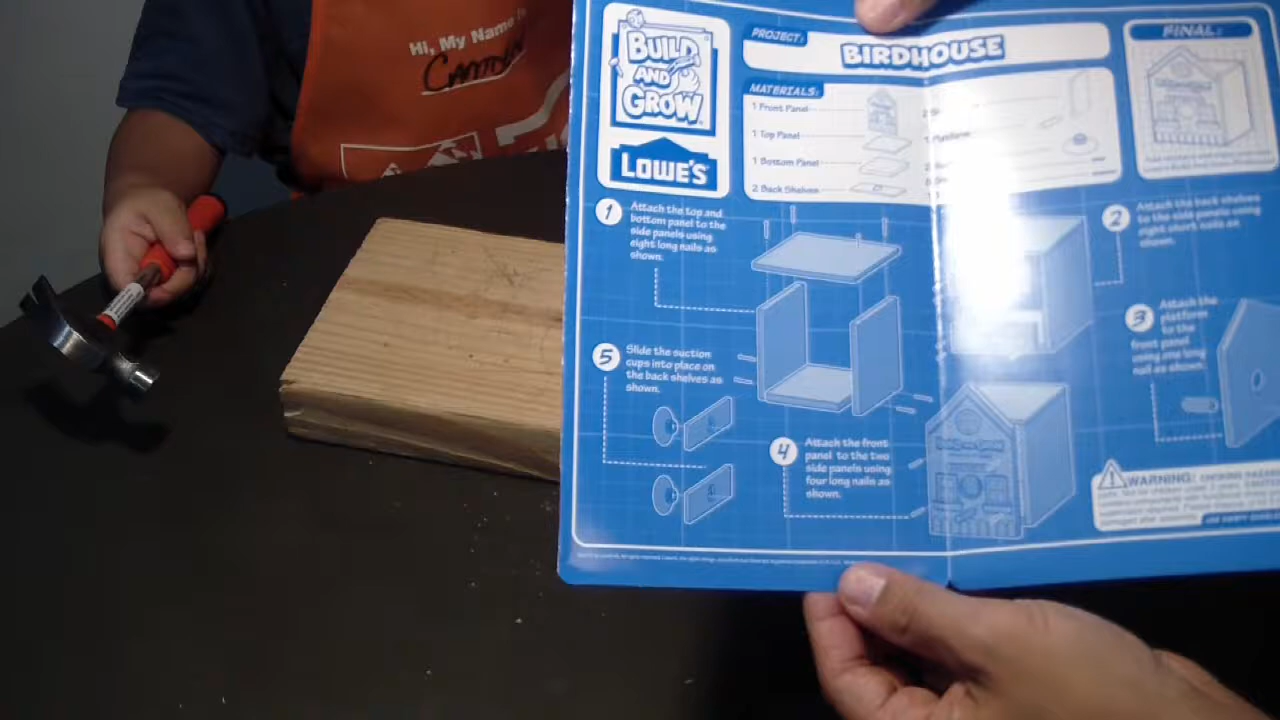 Hi, My Name is
BUILD
AND
GROW
LOWE'S
PROJECT:
BIRDHOUSE
MATERIALS:
1 Front Panel
1 Top Panel
1 Bottom Panel
2 Back Shelves
1 Platform
FINAL:
1
Attach the top and
bottom panel to the
side panels using
eight long nails as
shown.
2
Attach the back shelves
to the side panels using
eight short nails as
shown.
3
Attach the
platform
to the
front panel
using one long
nail as shown.
4
Attach the front
panel to the two
side panels using
four long nails as
shown.
5
Slide the suction
cups into place on
the back shelves as
shown.
WARNING: